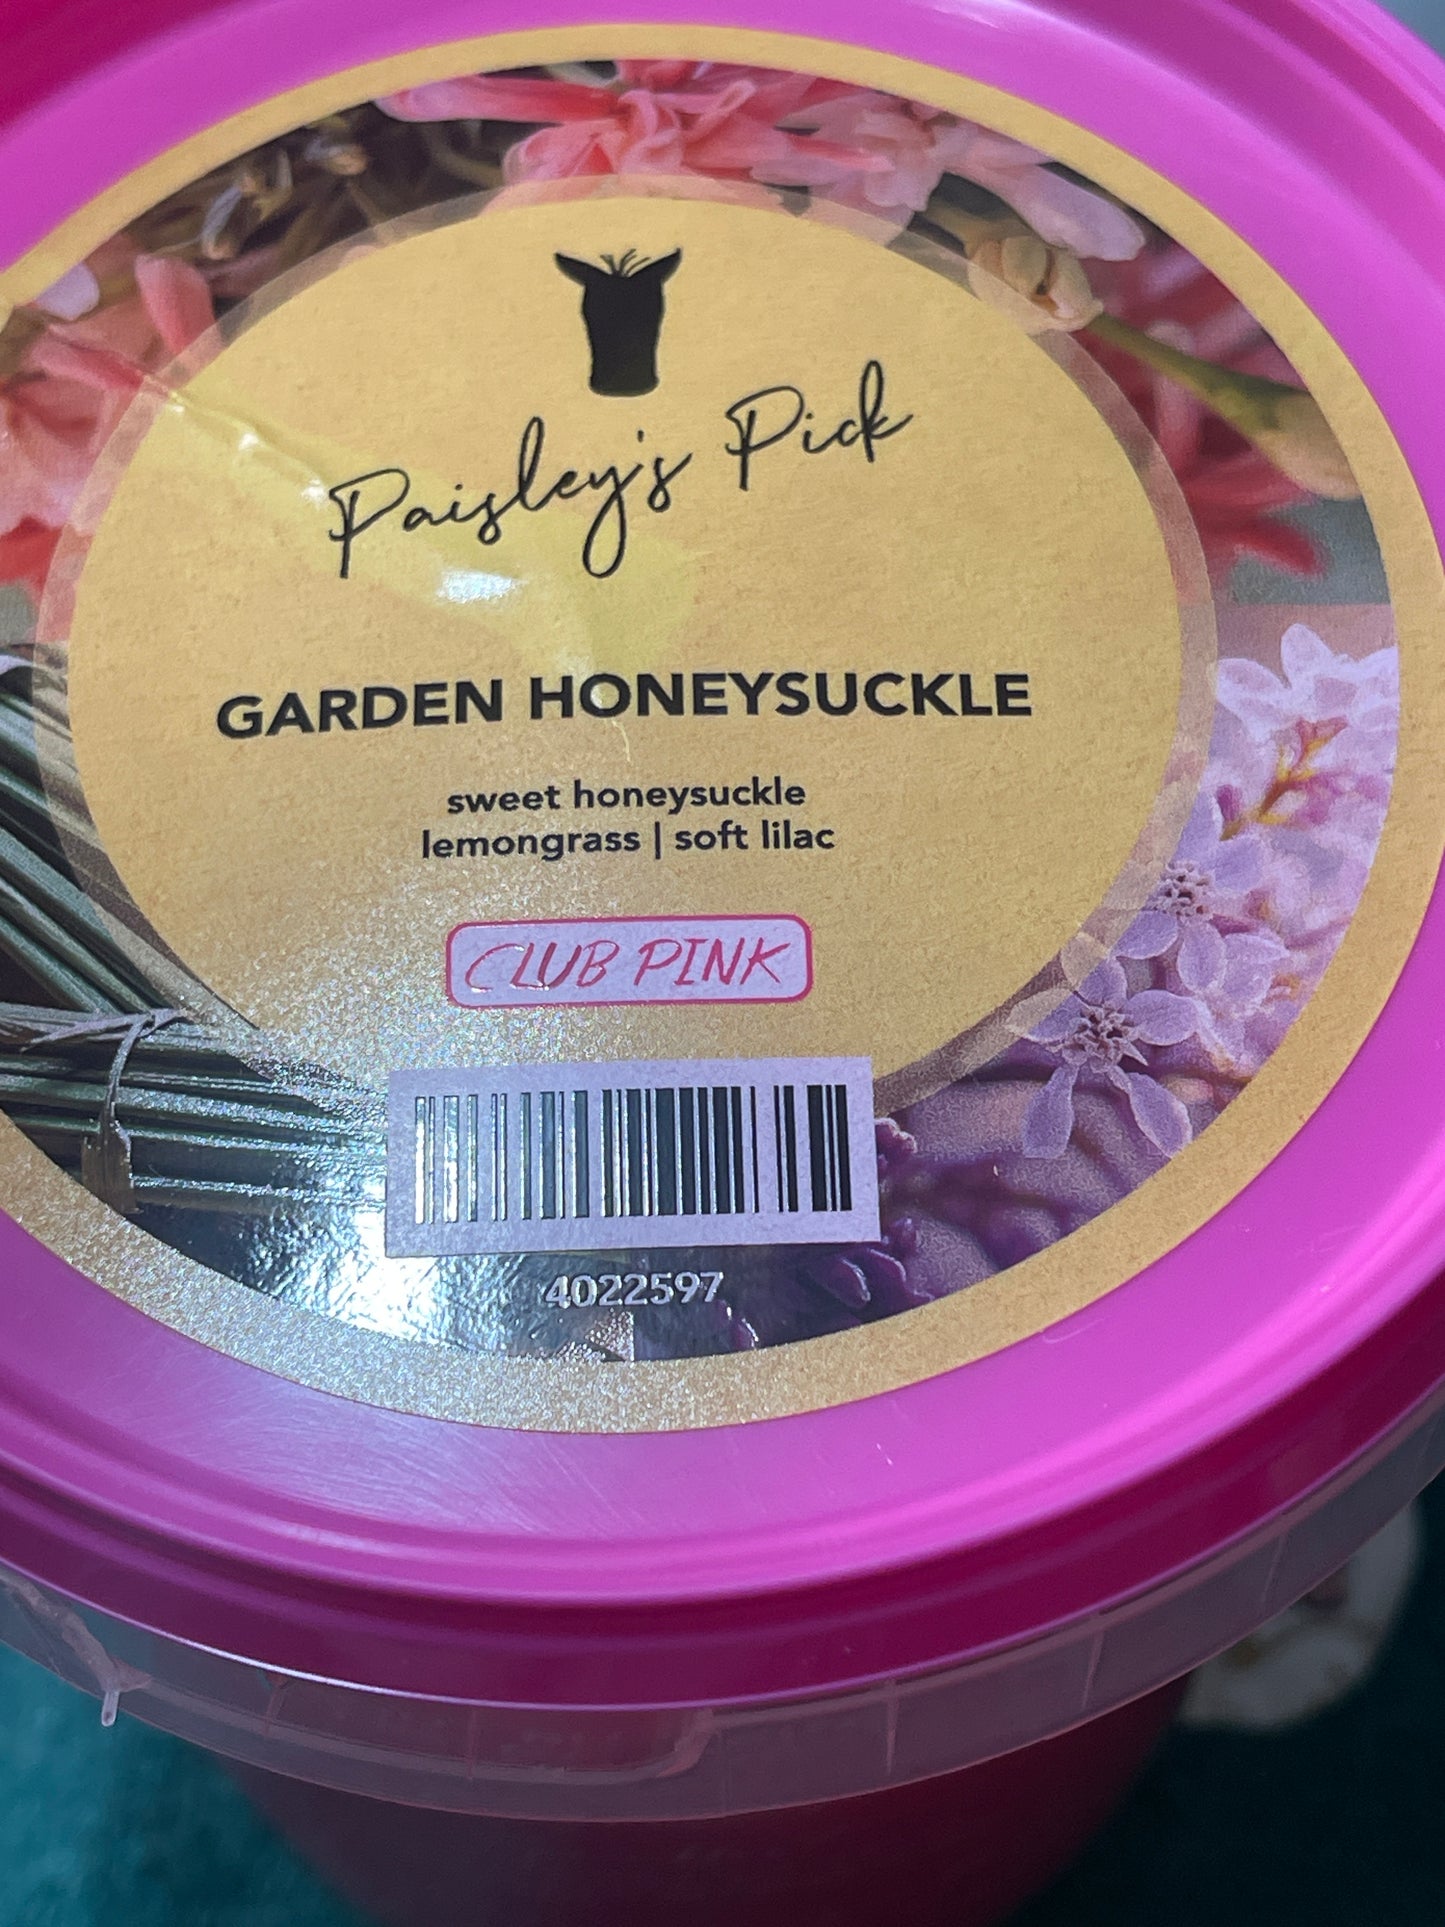 Paisley's Pick
GARDEN HONEYSUCKLE
sweet honeysuckle
lemongrass | soft lilac
CLUB PINK
4022597